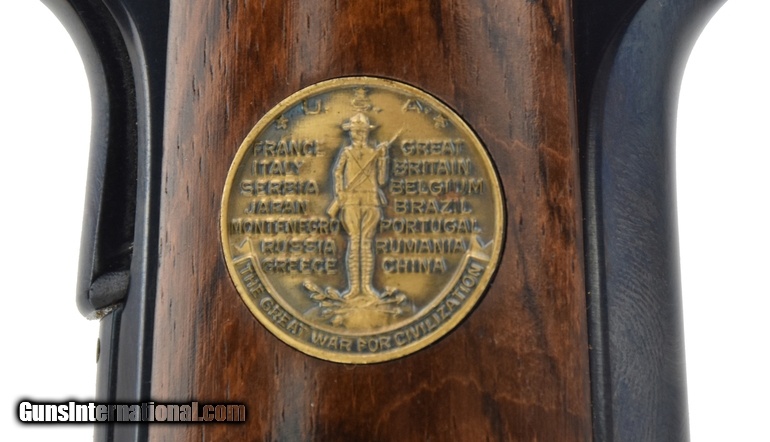 U.S.A
FRANCE
ITALY
SERBIA
JAPAN
MONTENEGRO
RUSSIA
GREECE
GREAT
BRITAIN
BELGIUM
BRAZIL
PORTUGAL
RUMANIA
CHINA
THE GREAT WAR FOR CIVILIZATION
GunsInternational.com